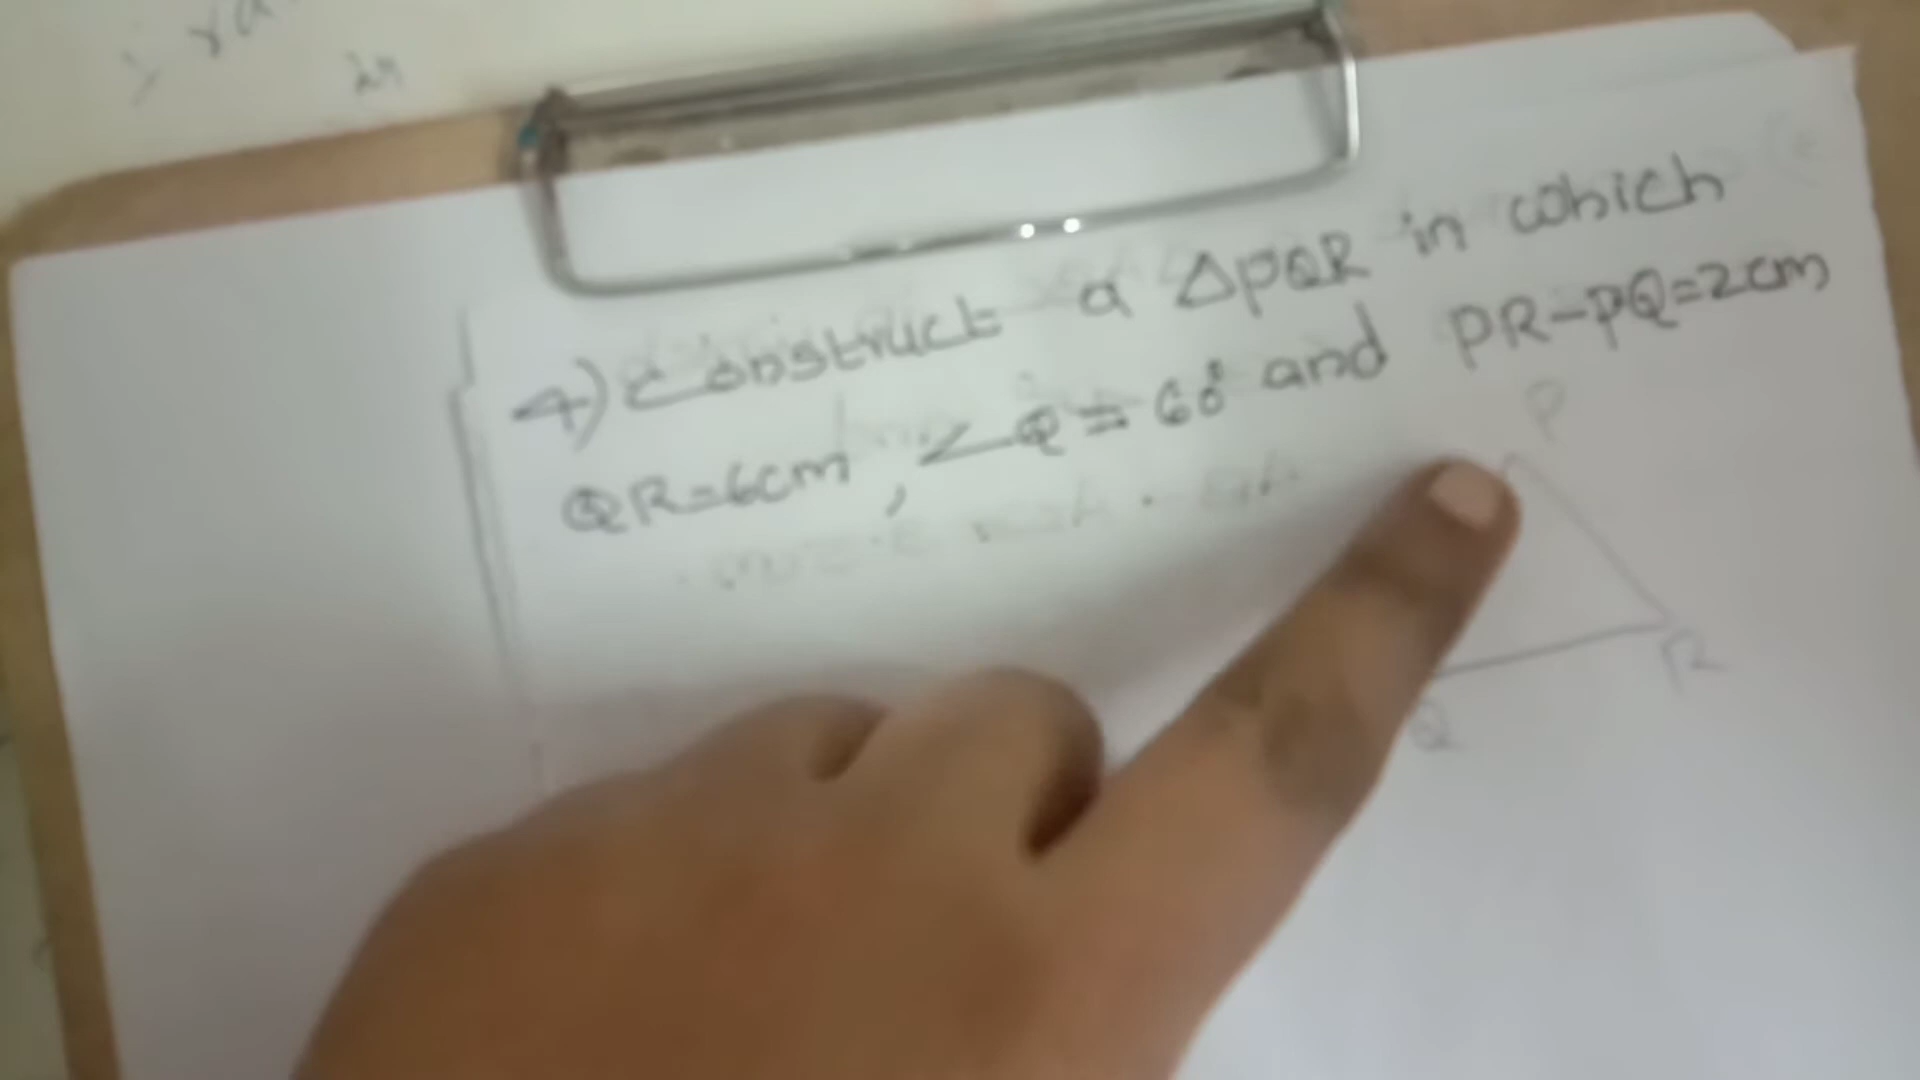 4) construct a ΔPQR in which
QR=6cm, ∠Q=60° and PR-PQ=2cm
P
R
Q